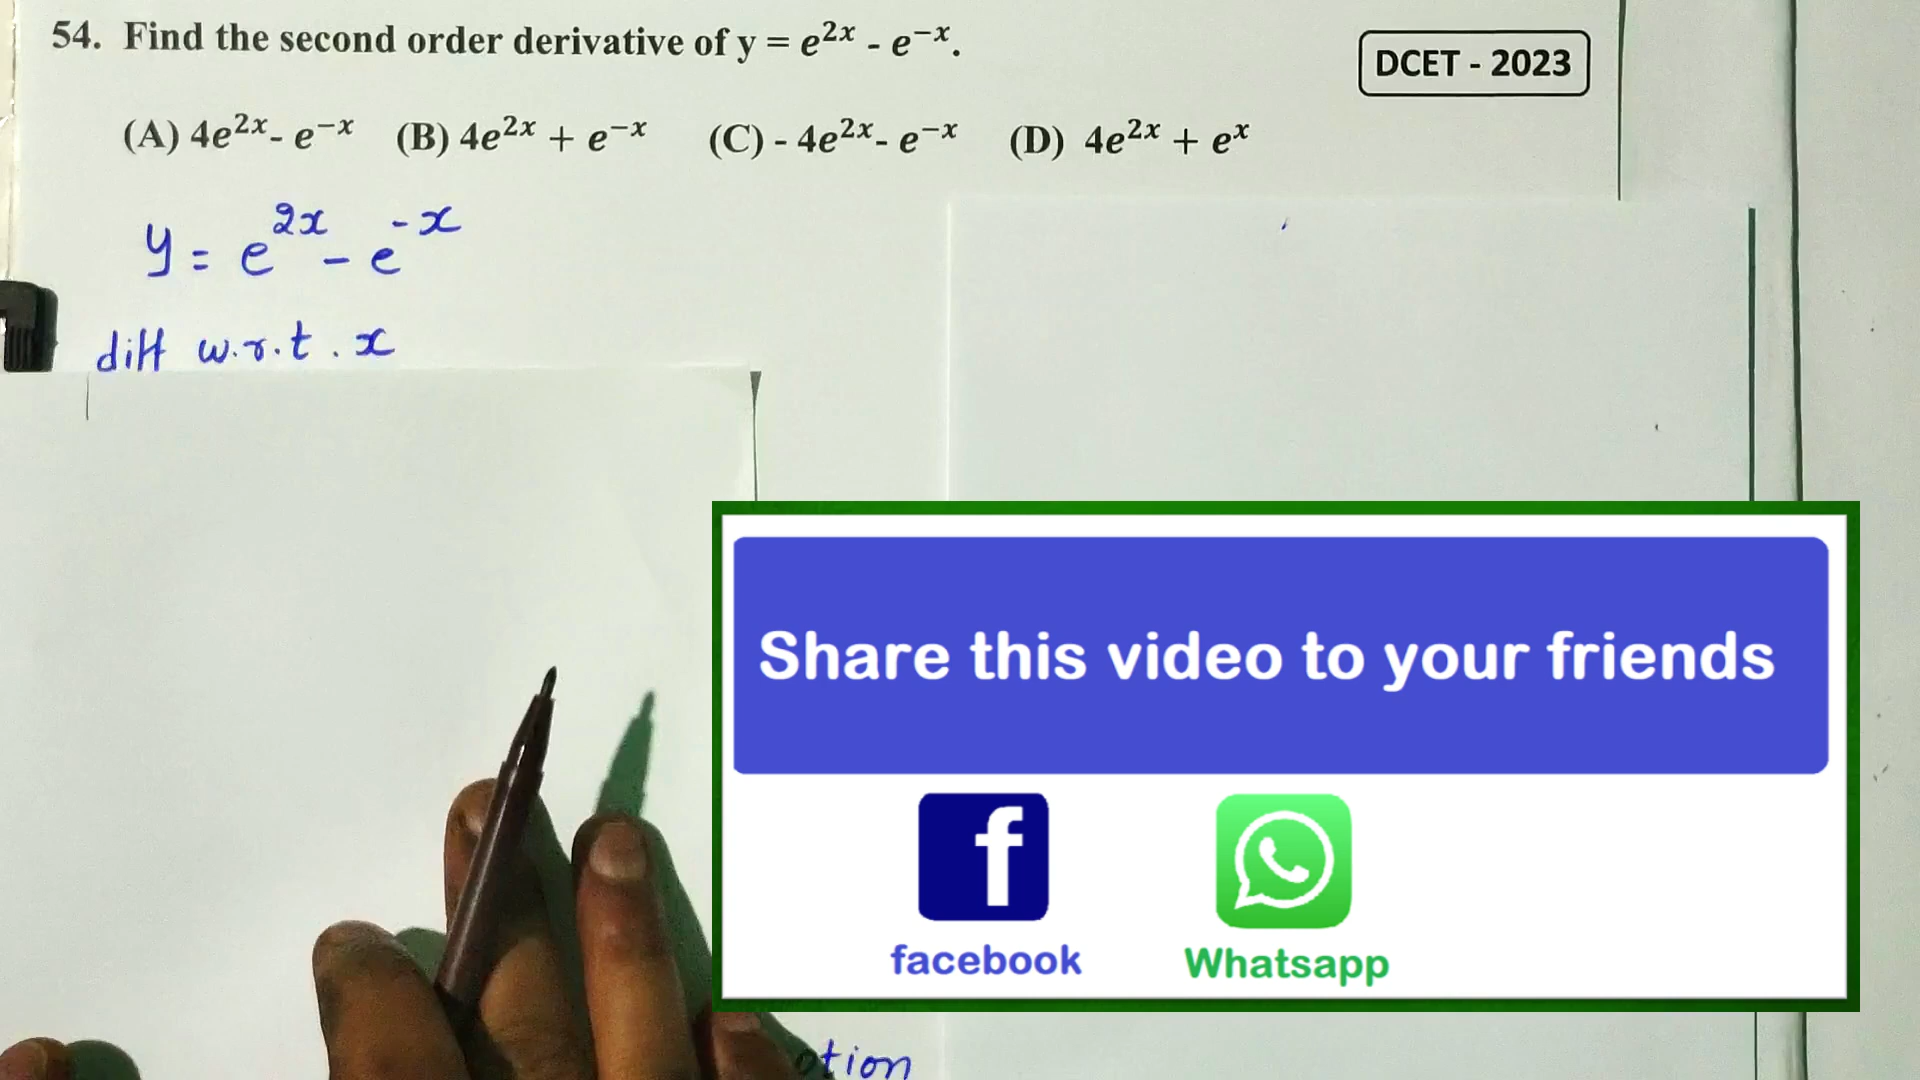 54. Find the second order derivative of y = e^{2x} - e^{-x}.
DCET - 2023
(A) 4e^{2x}- e^{-x} (B) 4e^{2x} + e^{-x} (C) - 4e^{2x}- e^{-x} (D) 4e^{2x} + e^{x}
y = e^{2x} - e^{-x}
diff w.r.t. x
Share this video to your friends
facebook
Whatsapp